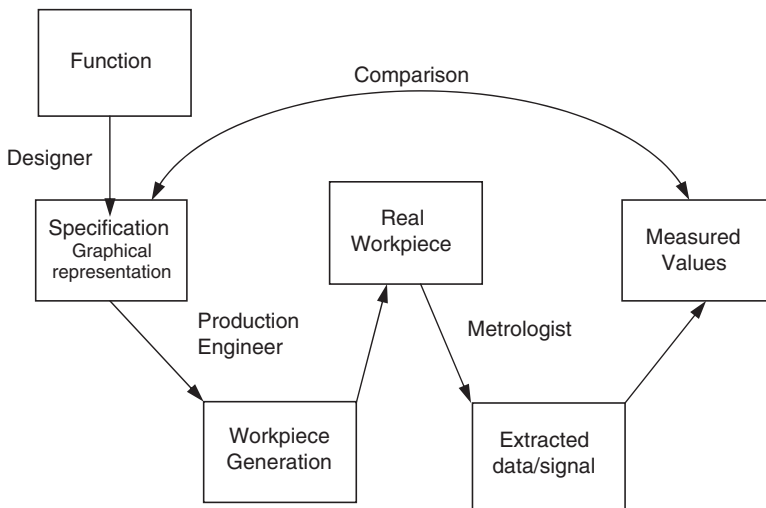 Function
Comparison
Designer
Specification
Graphical
representation
Real
Workpiece
Measured
Values
Production
Engineer
Metrologist
Workpiece
Generation
Extracted
data/signal